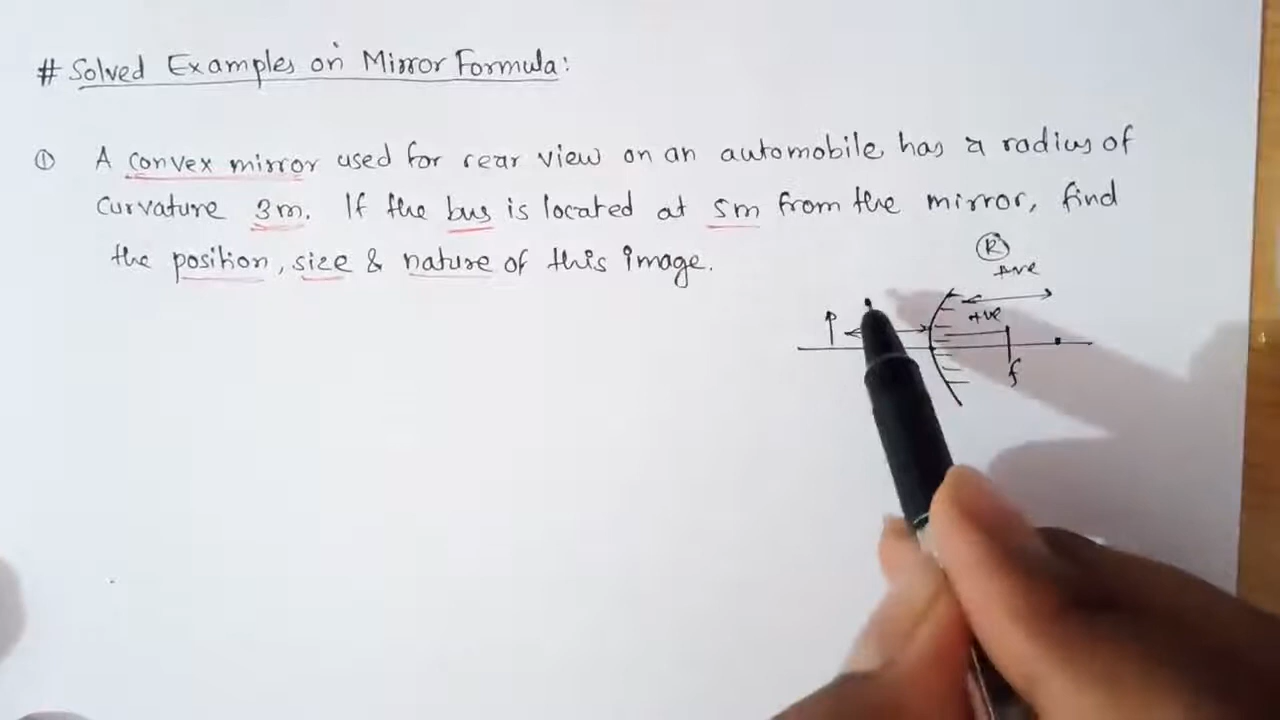 # Solved Examples on Mirror Formula:
① A convex mirror used for rear view on an automobile has a radius of
curvature 3m. If the bus is located at 5m from the mirror, find
the position, size & nature of this image.
R
+ve
+ve
f